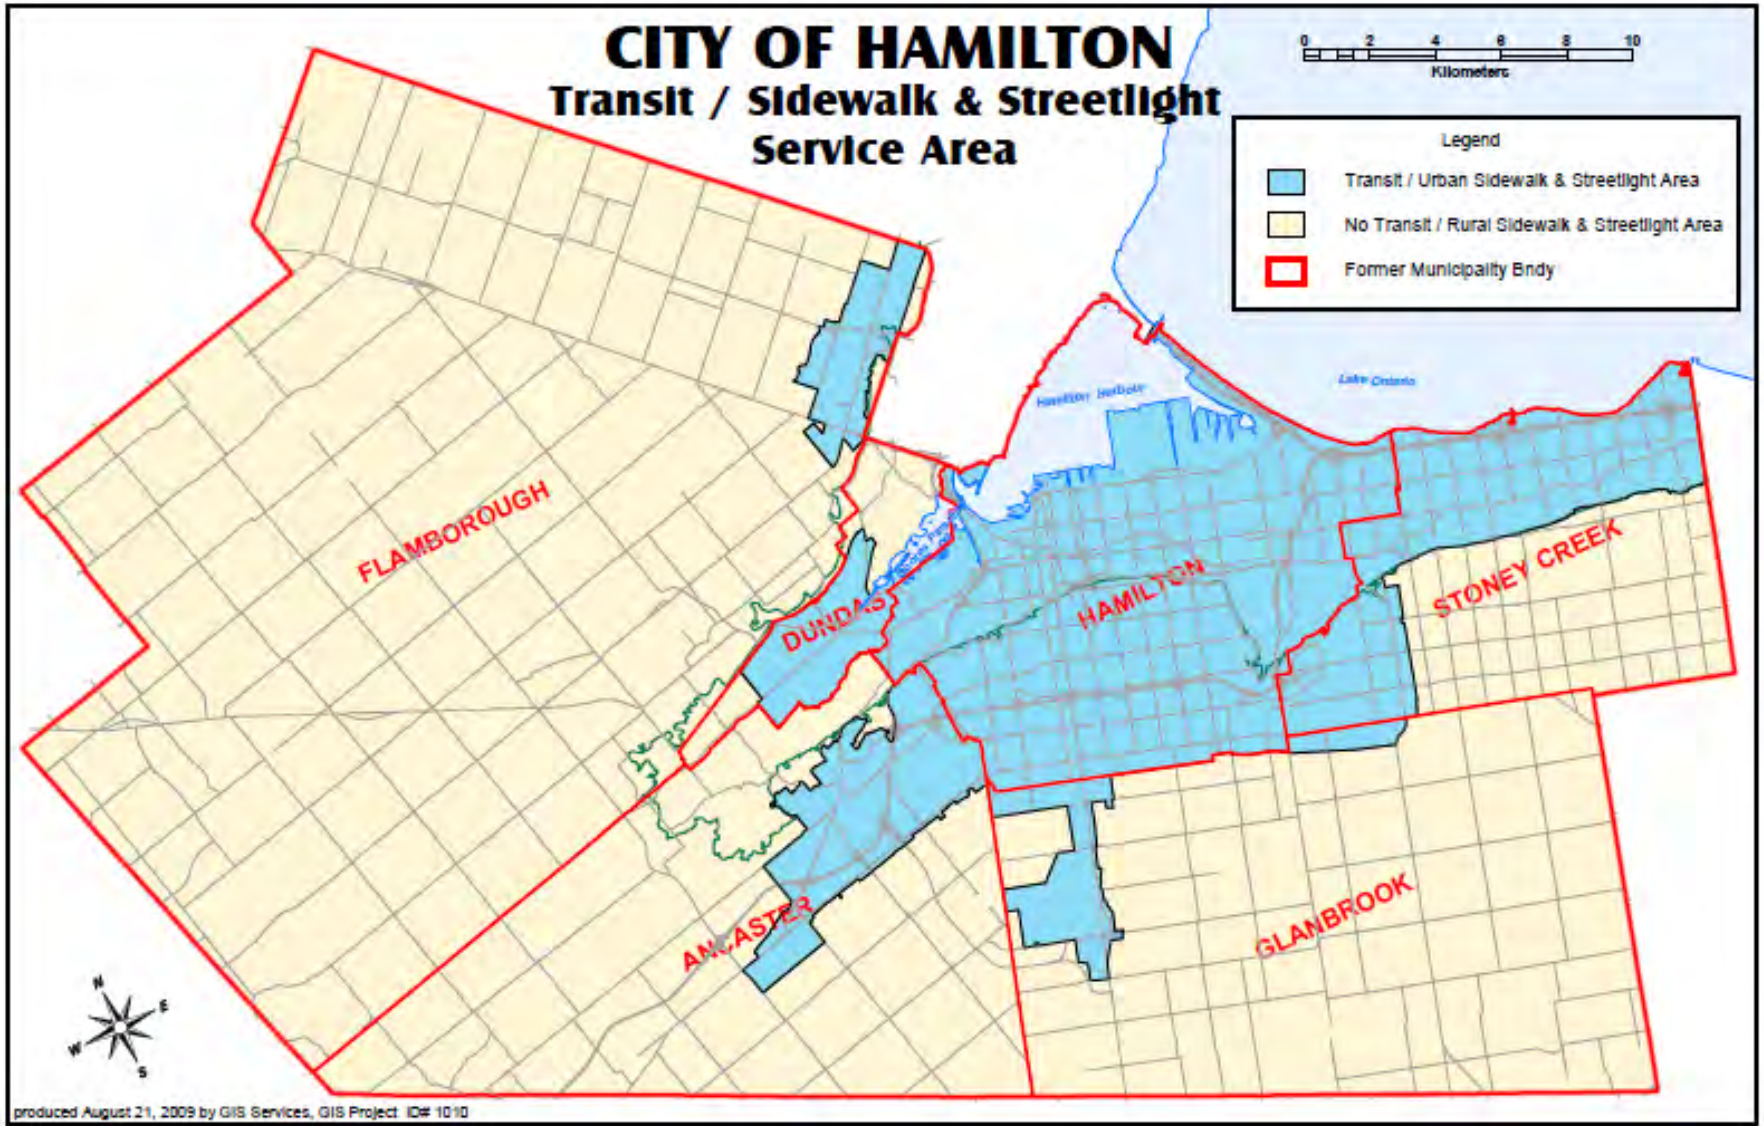 CITY OF HAMILTON
Transit / Sidewalk & Streetlight
Service Area
0 2 4 6 8 10
Kilometers
Legend
Transit / Urban Sidewalk & Streetlight Area
No Transit / Rural Sidewalk & Streetlight Area
Former Municipality Bndy
Lake Ontario
Hamilton Harbour
FLAMBOROUGH
DUNDAS
HAMILTON
STONEY CREEK
ANCASTER
GLANBROOK
N
E
W
S
produced August 21, 2009 by GIS Services, GIS Project ID# 1010